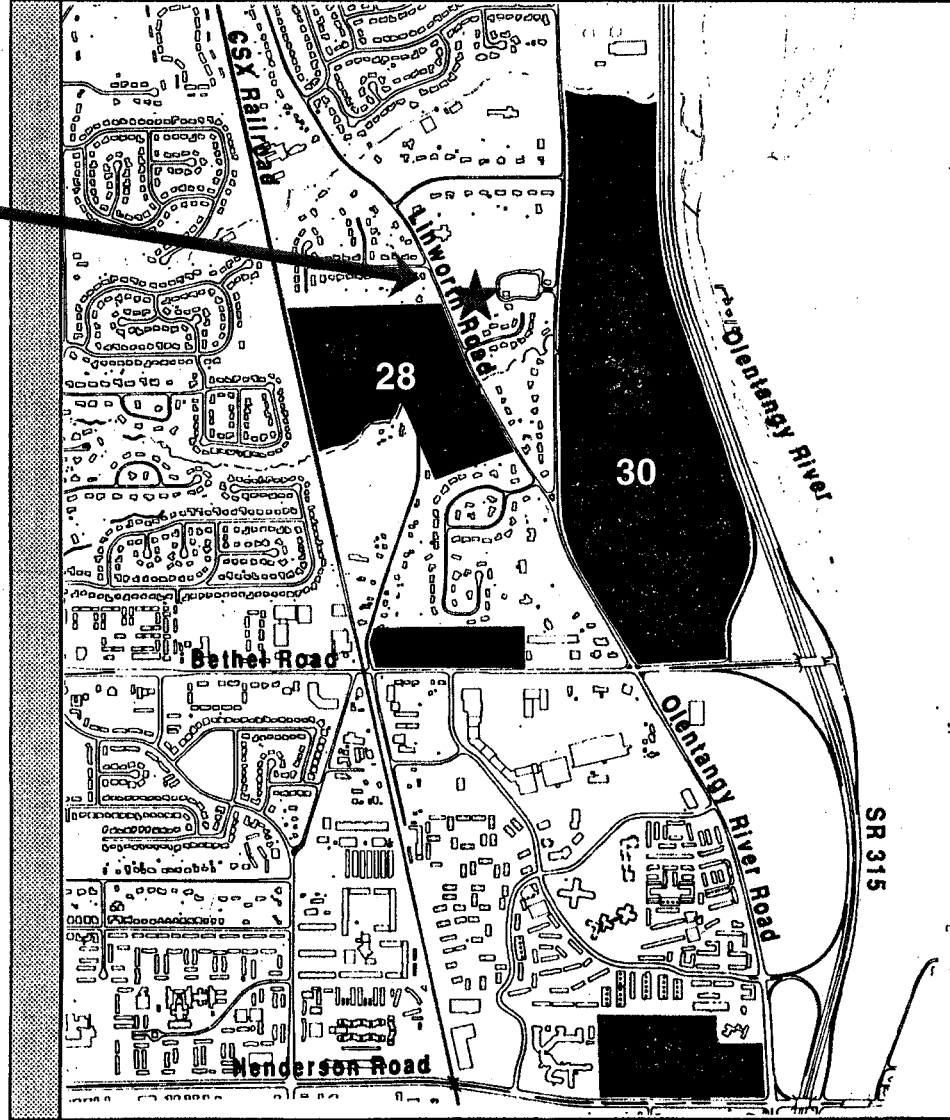 GSX Railroad
Linworth Road
28
30
Olentangy River
Bethel Road
Olentangy River Road
SR 315
Henderson Road